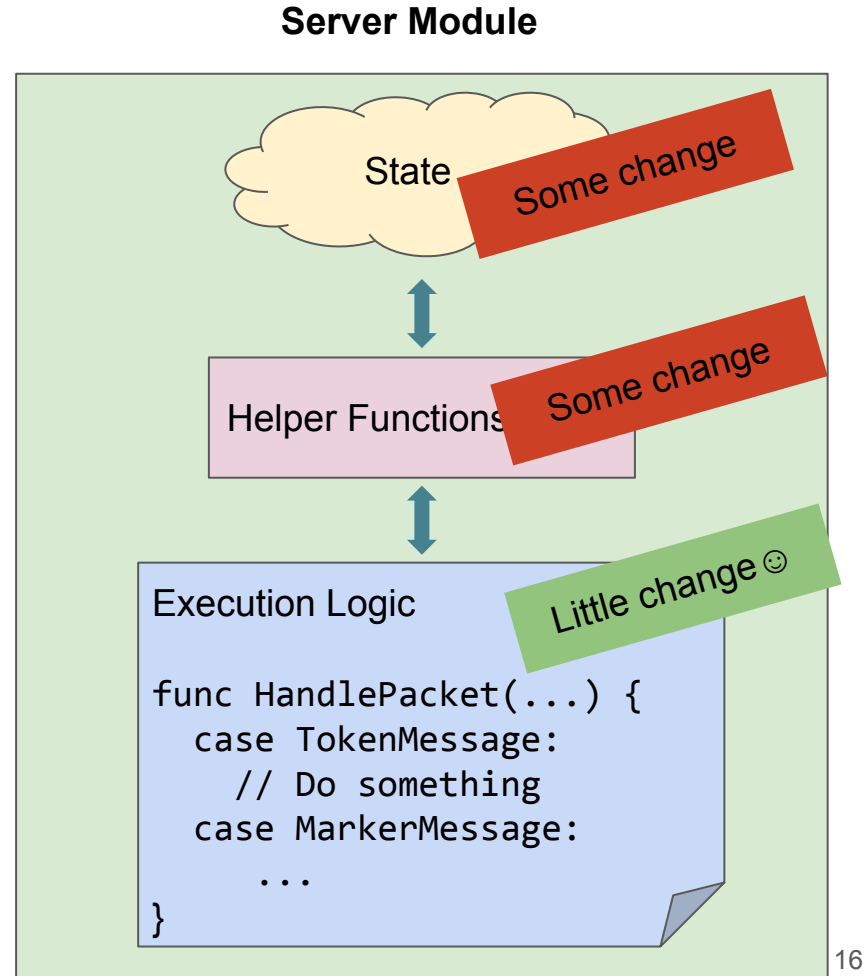 Server Module
State
Some change
Helper Functions
Some change
Little change☺
Execution Logic
func HandlePacket(...) {
  case TokenMessage:
    // Do something
  case MarkerMessage:
     ...
}
16